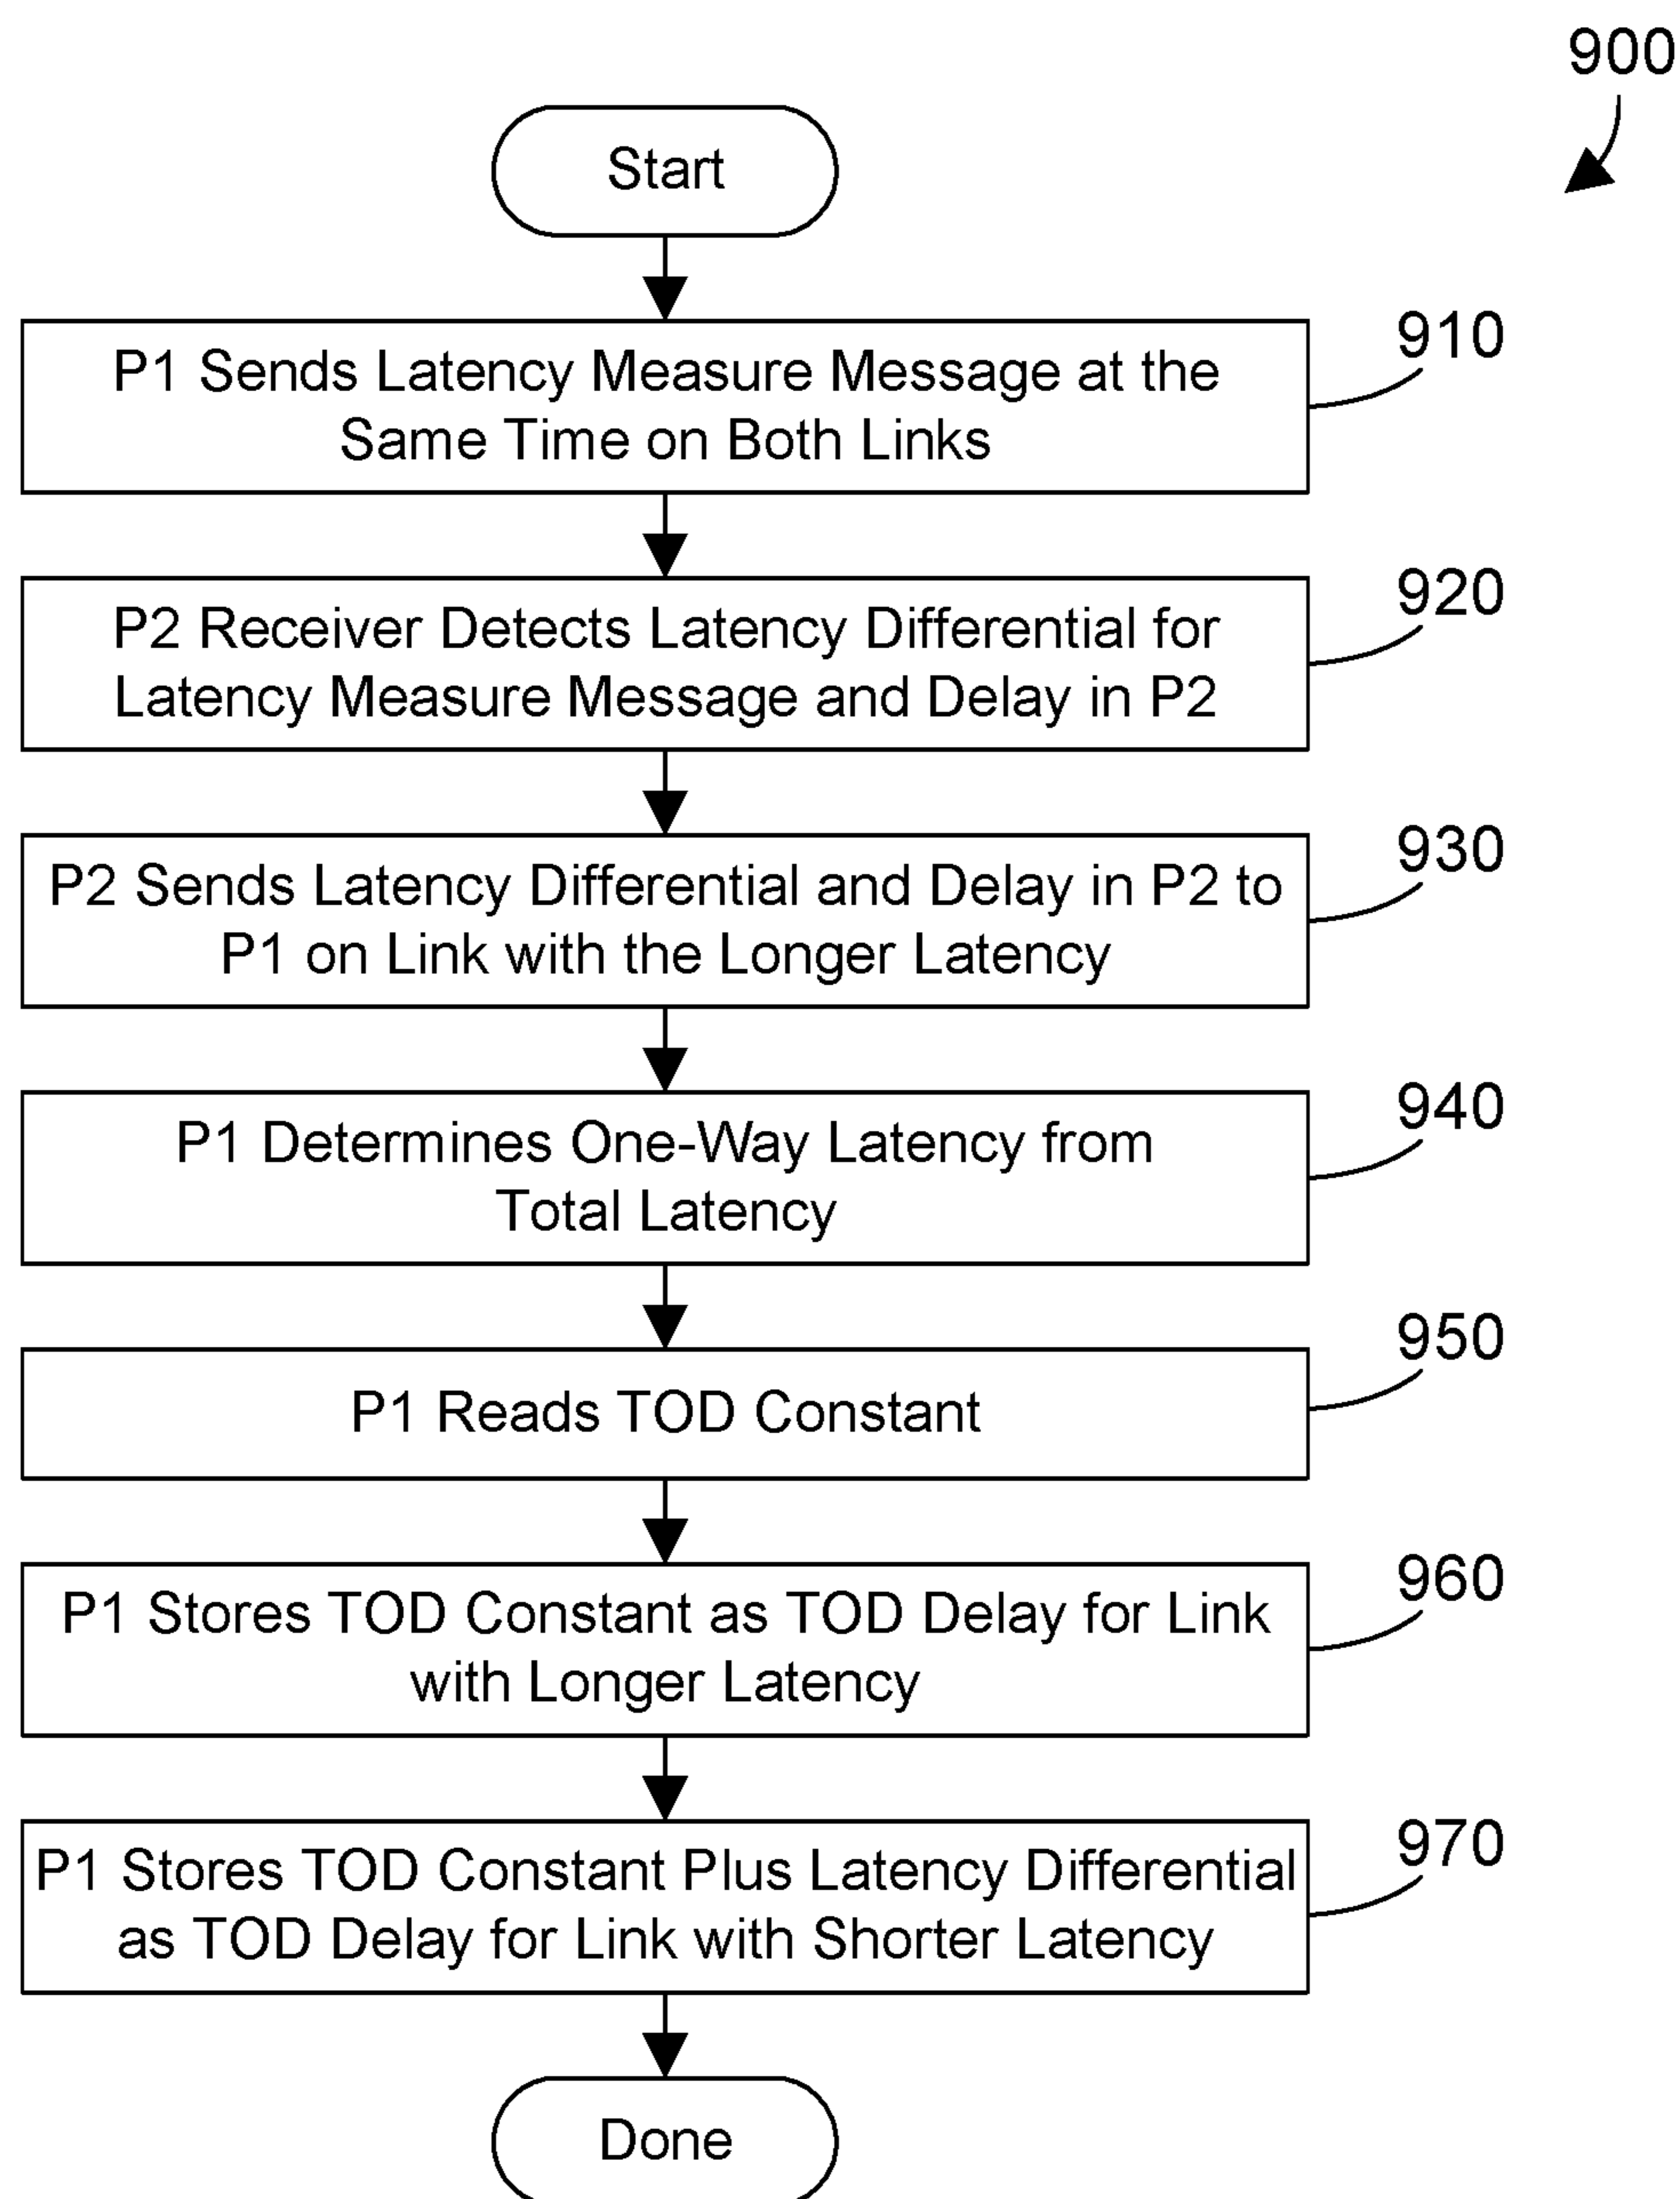 900
Start
910
P1 Sends Latency Measure Message at the
Same Time on Both Links
920
P2 Receiver Detects Latency Differential for
Latency Measure Message and Delay in P2
930
P2 Sends Latency Differential and Delay in P2 to
P1 on Link with the Longer Latency
940
P1 Determines One-Way Latency from
Total Latency
950
P1 Reads TOD Constant
960
P1 Stores TOD Constant as TOD Delay for Link
with Longer Latency
970
P1 Stores TOD Constant Plus Latency Differential
as TOD Delay for Link with Shorter Latency
Done